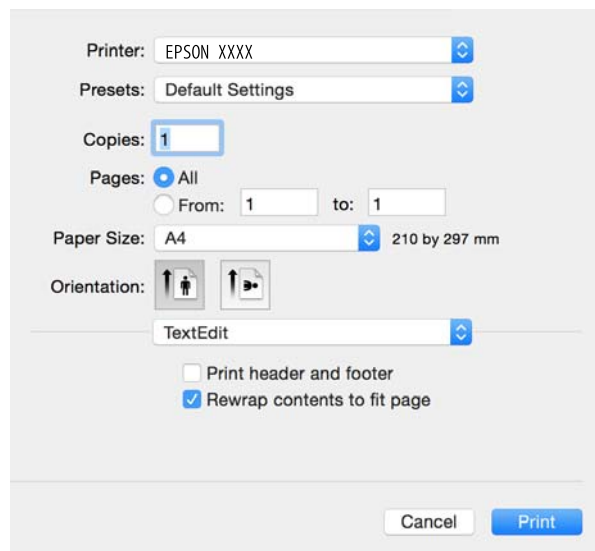 Printer: EPSON XXXX
Presets: Default Settings
Copies: 1
Pages: All
From: 1 to: 1
Paper Size: A4 210 by 297 mm
Orientation:
TextEdit
Print header and footer
Rewrap contents to fit page
Cancel Print